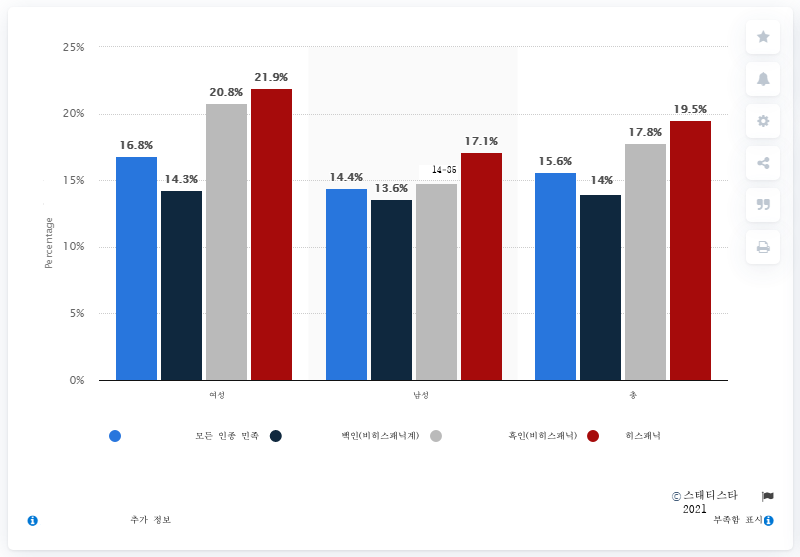 25%
20%
15%
10%
5%
0%
Percentage
16.8%
14.3%
20.8%
21.9%
14.4%
13.6%
14-85
17.1%
15.6%
14%
17.8%
19.5%
여성
남성
총
모든 인종 민족
백인(비히스패닉계)
흑인(비히스패닉)
히스패닉
© 스태티스타
2021
추가 정보
부족함 표시